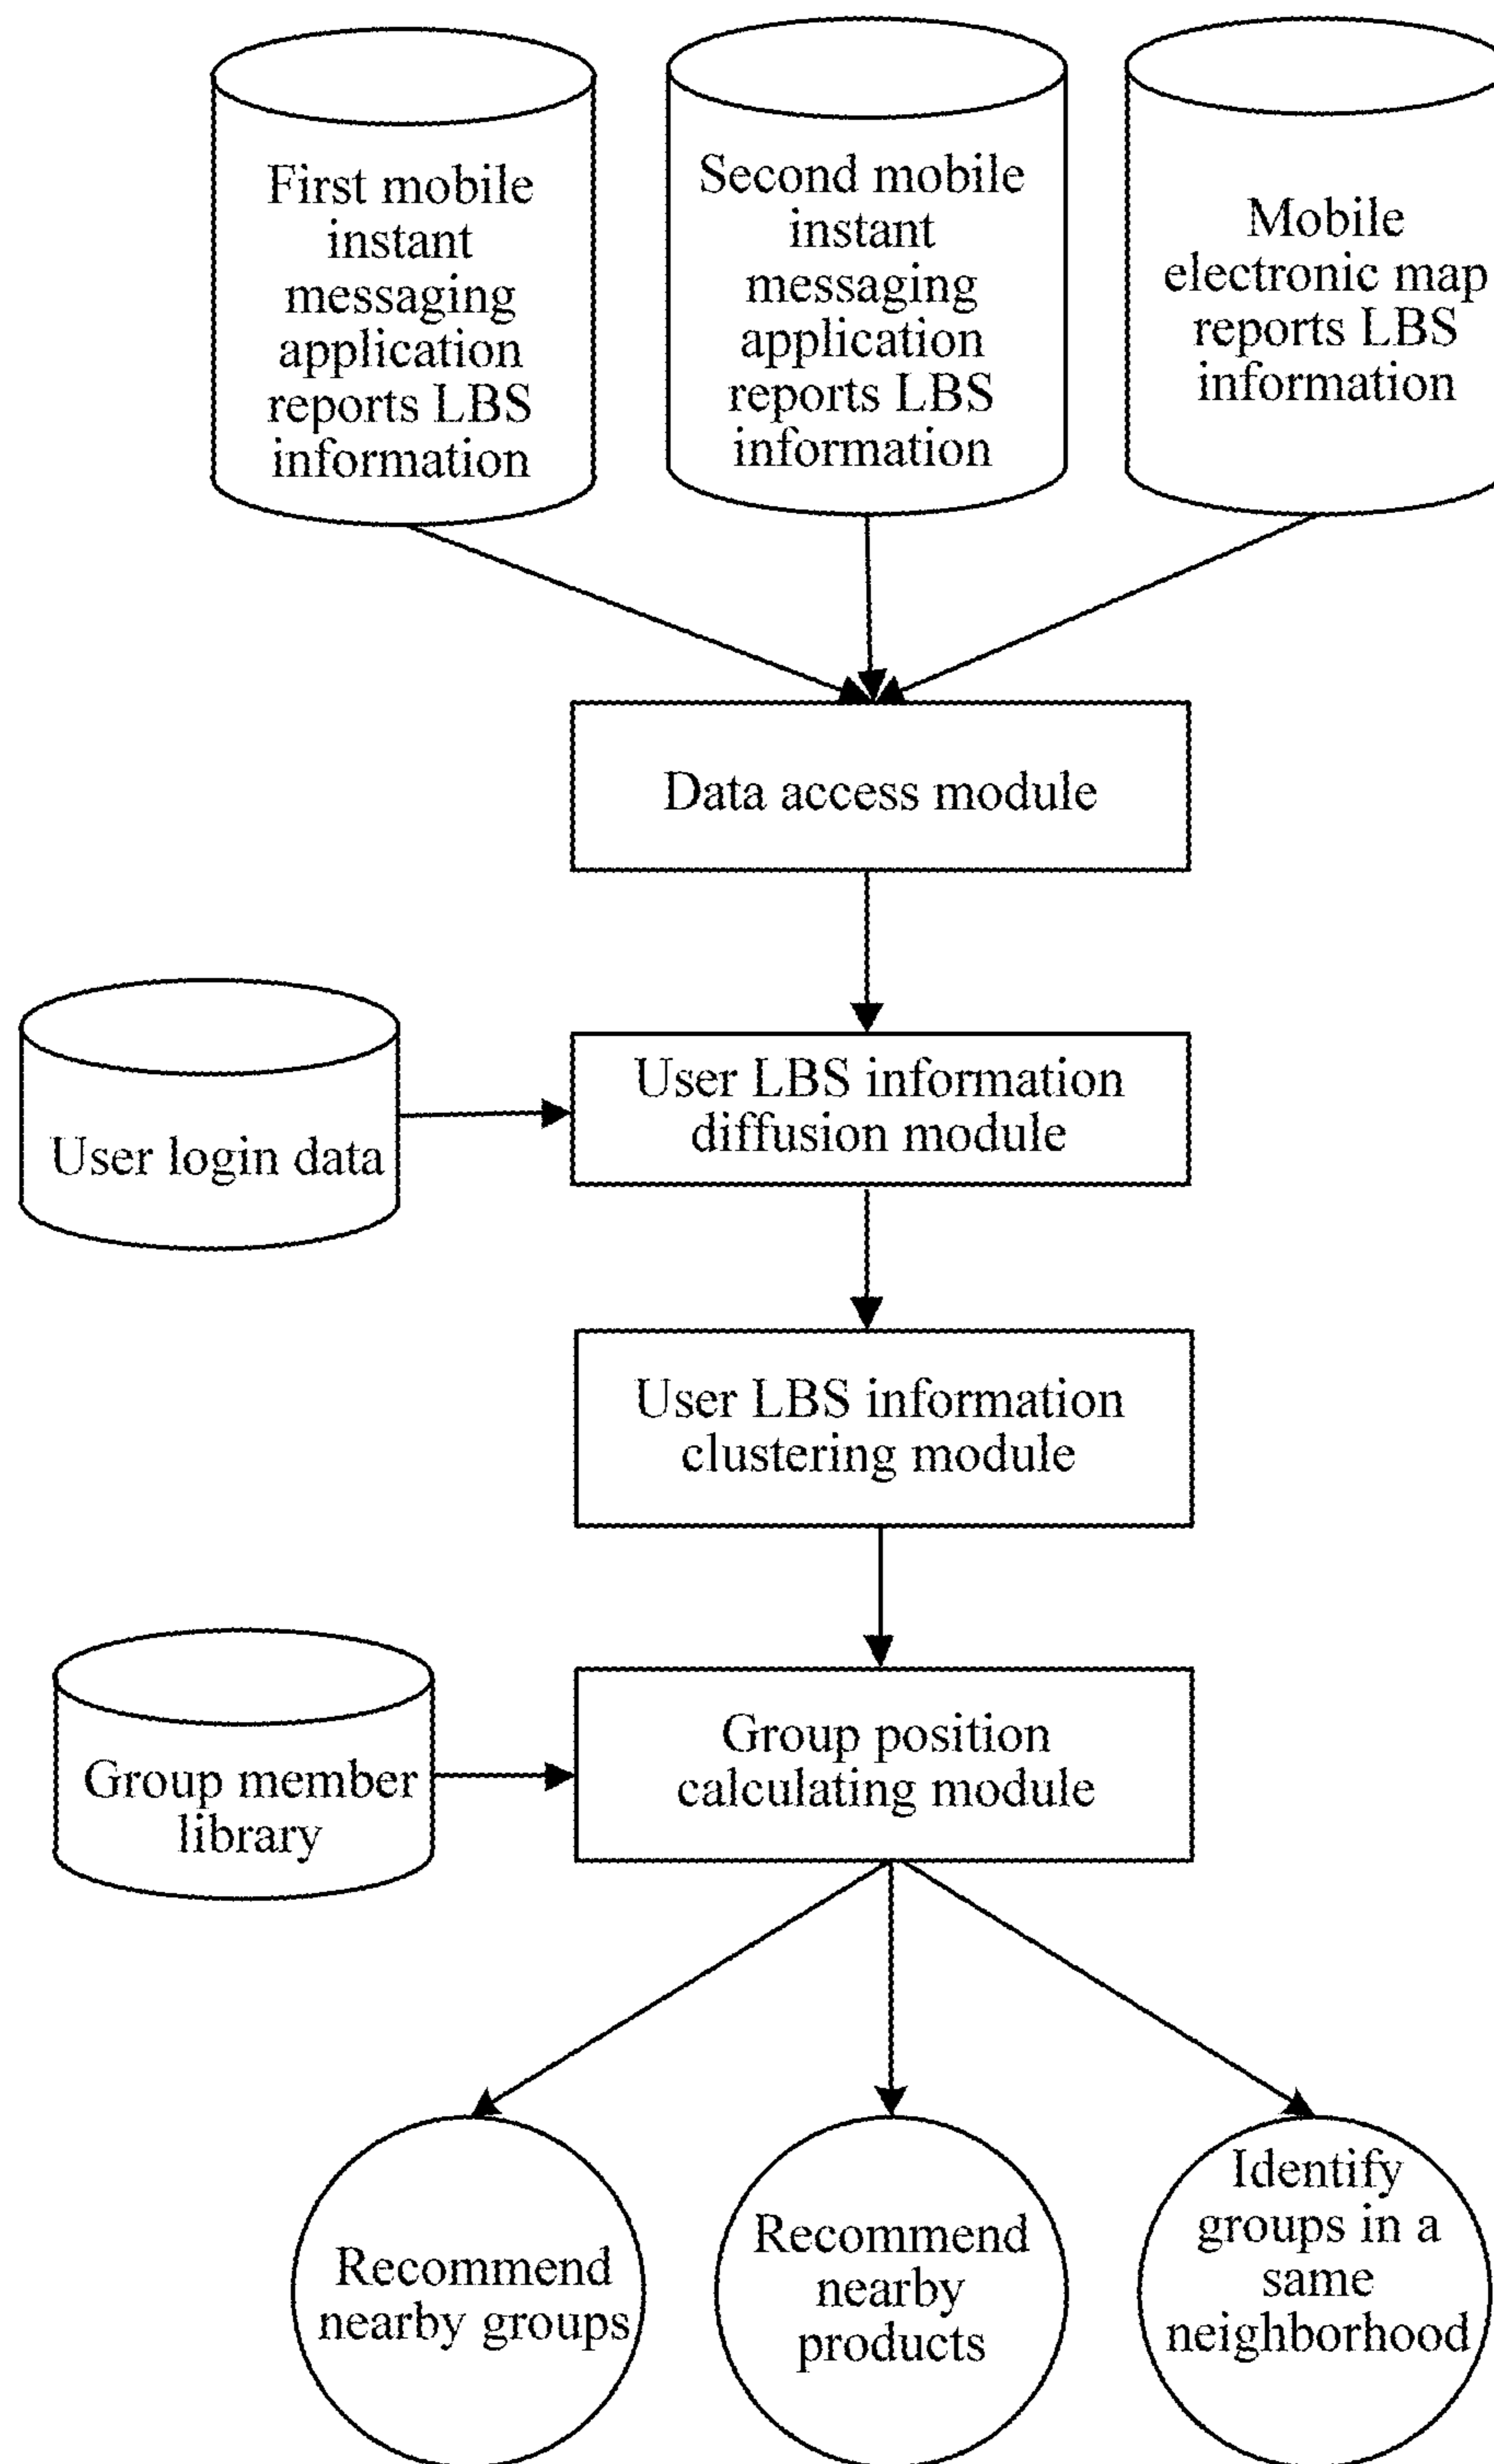 First mobile
instant
messaging
application
reports LBS
information
Second mobile
instant
messaging
application
reports LBS
information
Mobile
electronic map
reports LBS
information
Data access module
User login data
User LBS information
diffusion module
User LBS information
clustering module
Group member
library
Group position
calculating module
Recommend
nearby groups
Recommend
nearby
products
Identify
groups in a
same
neighborhood